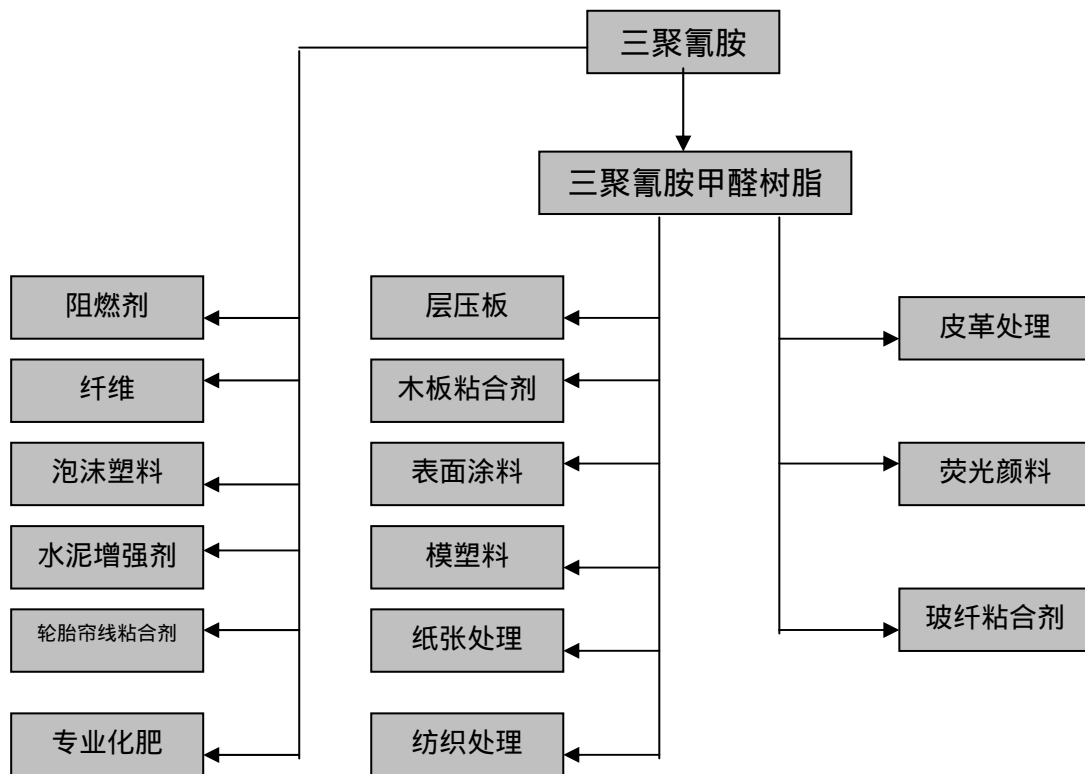 三聚氰胺
三聚氰胺甲醛树脂
阻燃剂
纤维
泡沫塑料
水泥增强剂
轮胎帘线粘合剂
专业化肥
层压板
木板粘合剂
表面涂料
模塑料
纸张处理
纺织处理
皮革处理
荧光颜料
玻纤粘合剂